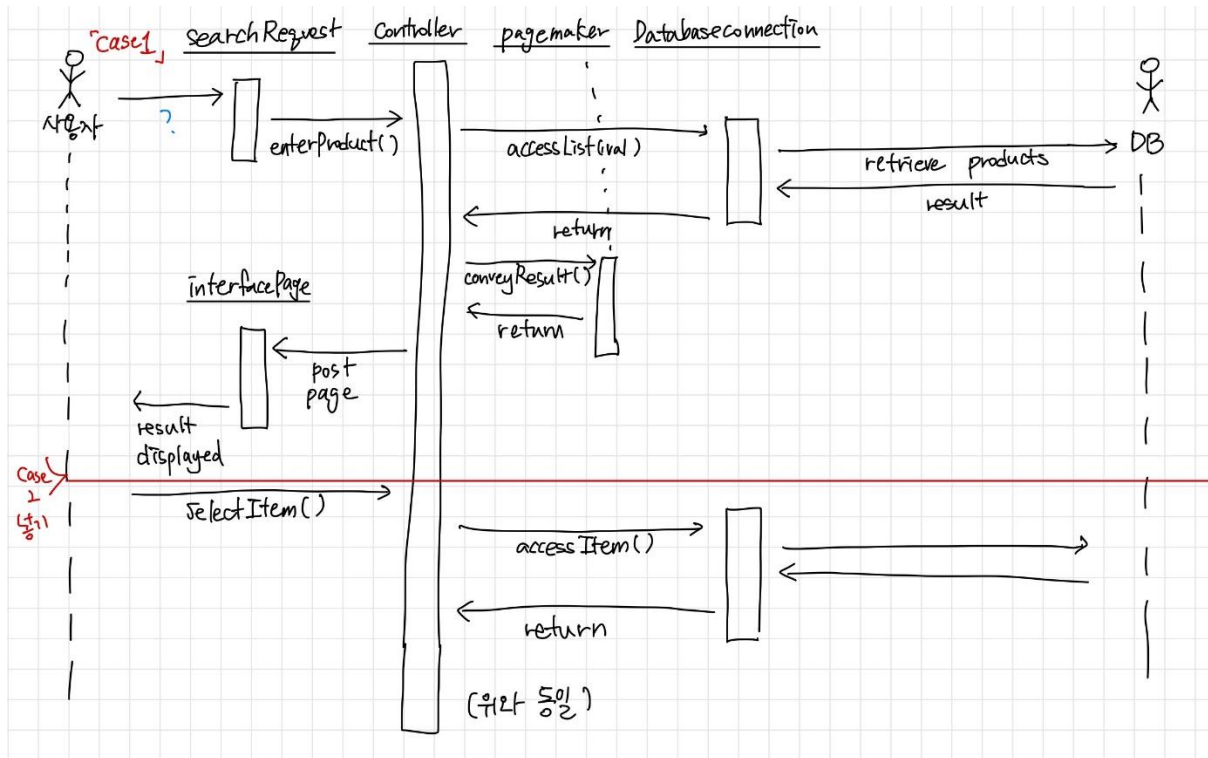 「case1」
searchRequest
Controller
pagemaker
Databaseconnection
사용자
?
enterProduct()
accessList(val)
retrieve products
DB
result
return
conveyResult()
return
interfacePage
post
page
result
displayed
case
2
SelectItem()
accessItem()
return
(위와 동일)